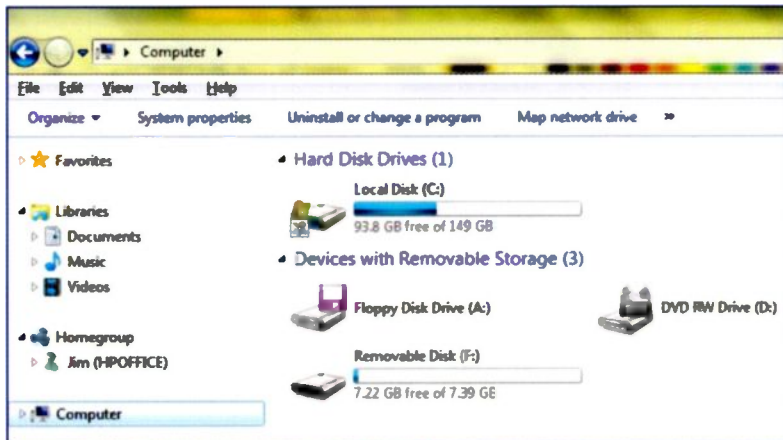 Computer
File Edit View Tools Help
Organize System properties Uninstall or change a program Map network drive »
Favorites
Libraries
Documents
Music
Videos
Homegroup
Jim (HPOFFICE)
Computer
Hard Disk Drives (1)
Local Disk (C:)
93.8 GB free of 149 GB
Devices with Removable Storage (3)
Floppy Disk Drive (A:) DVD RW Drive (D:)
Removable Disk (F:)
7.22 GB free of 7.39 GB